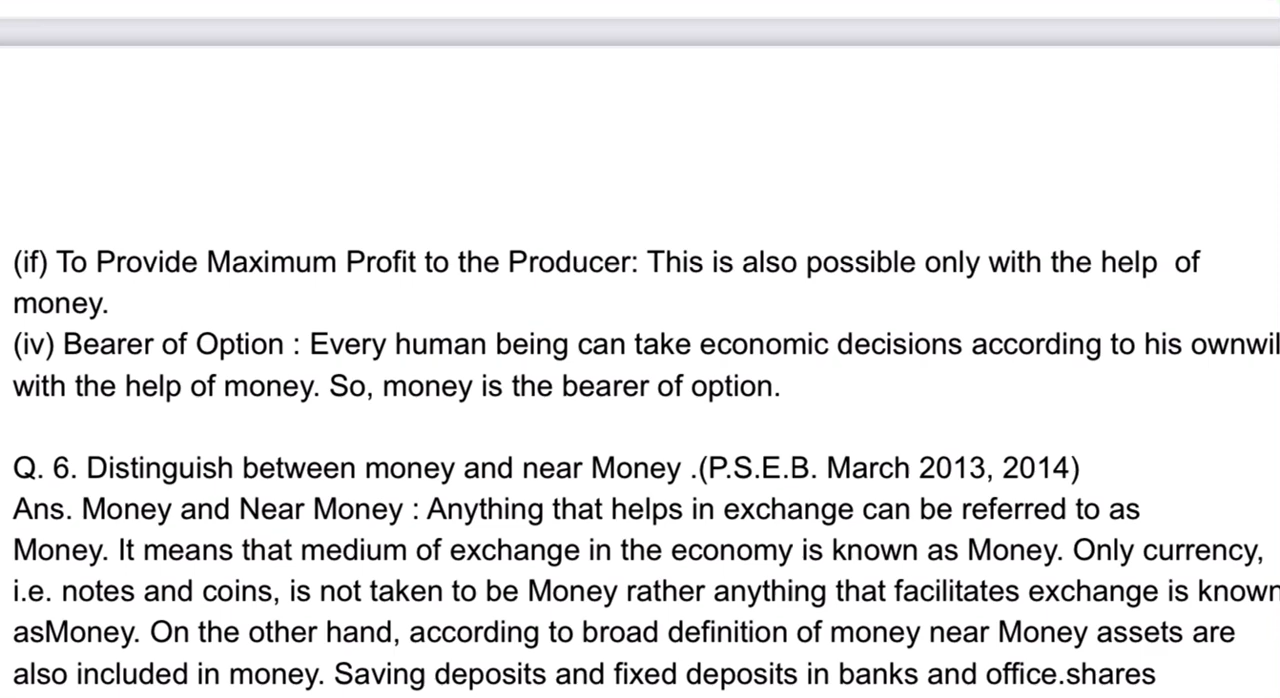 (if) To Provide Maximum Profit to the Producer: This is also possible only with the help  of
money.
(iv) Bearer of Option : Every human being can take economic decisions according to his ownwil
with the help of money. So, money is the bearer of option.
Q. 6. Distinguish between money and near Money .(P.S.E.B. March 2013, 2014)
Ans. Money and Near Money : Anything that helps in exchange can be referred to as
Money. It means that medium of exchange in the economy is known as Money. Only currency,
i.e. notes and coins, is not taken to be Money rather anything that facilitates exchange is known
asMoney. On the other hand, according to broad definition of money near Money assets are
also included in money. Saving deposits and fixed deposits in banks and office.shares